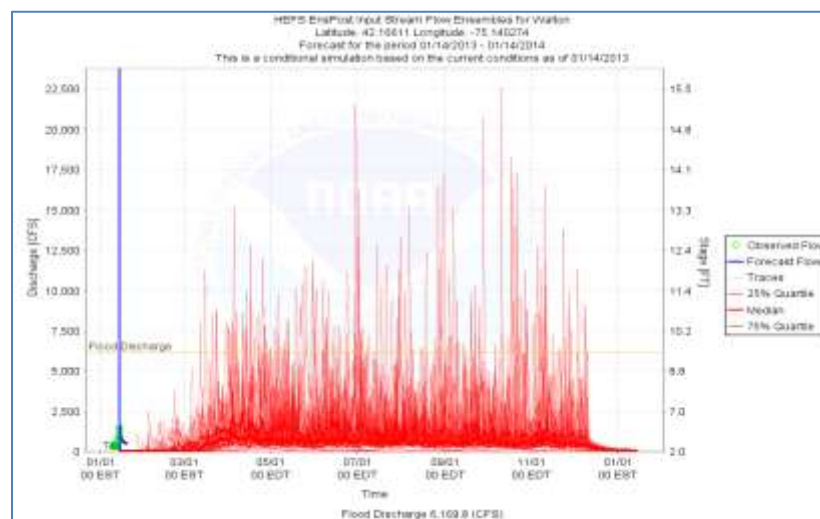 HEFS EnsPost Input Stream Flow Ensembles for Walton
Latitude: 42.16611 Longitude: -75.140274
Forecast for the period 01/14/2013 - 01/14/2014
This is a conditional simulation based on the current conditions as of 01/14/2013
22,500
20,000
17,500
15,000
12,500
10,000
7,500
5,000
2,500
0
Discharge [CFS]
Flood Discharge
NOAA
15.5
14.8
14.1
13.3
12.4
11.4
10.2
8.8
7.0
2.0
Stage [FT]
01/01 03/01 05/01 07/01 09/01 11/01 01/01
00 EST 00 EST 00 EDT 00 EDT 00 EDT 00 EDT 00 EST
Time
Flood Discharge 6,169.8 (CFS)
Observed Flow
Forecast Flow
Traces
25% Quartile
Median
75% Quartile